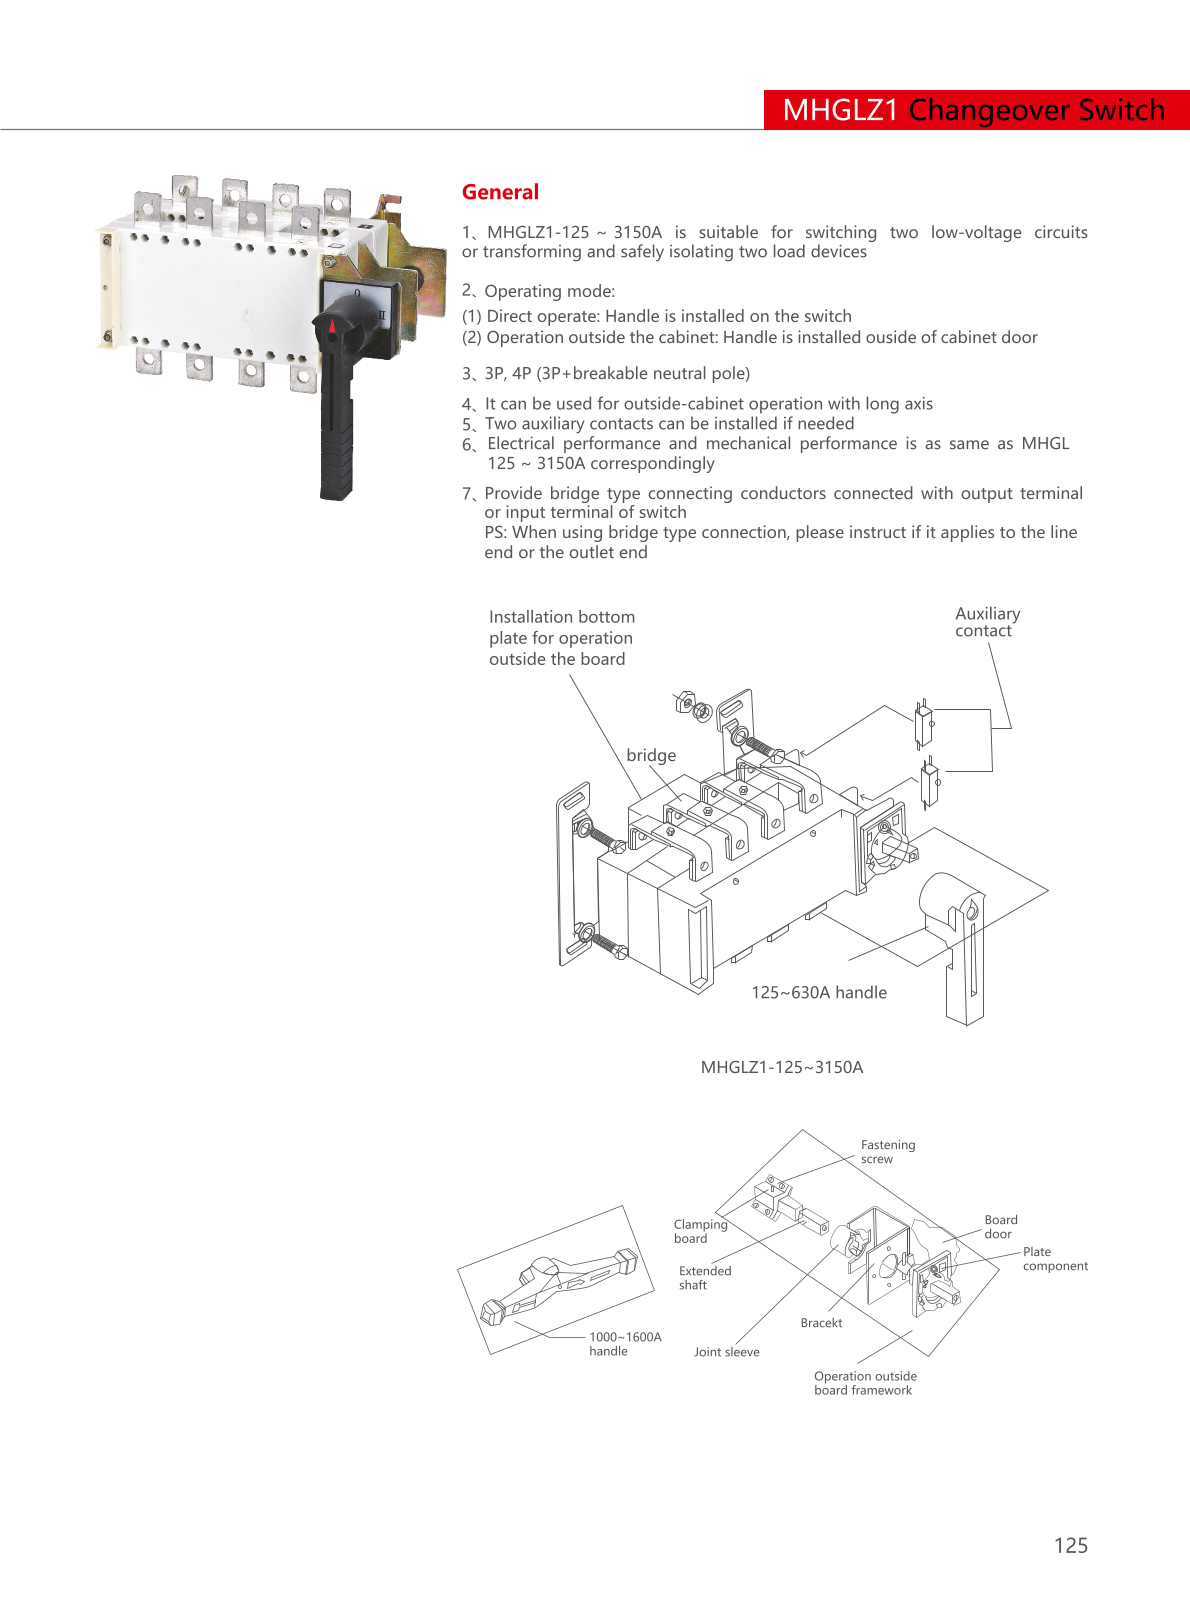 MHGLZ1 Changeover Switch
General
1、MHGLZ1-125 ~ 3150A is suitable for switching two low-voltage circuits
or transforming and safely isolating two load devices
2、Operating mode:
(1) Direct operate: Handle is installed on the switch
(2) Operation outside the cabinet: Handle is installed ouside of cabinet door
3、3P, 4P (3P+breakable neutral pole)
4、It can be used for outside-cabinet operation with long axis
5、Two auxiliary contacts can be installed if needed
6、Electrical performance and mechanical performance is as same as MHGL
125 ~ 3150A correspondingly
7、Provide bridge type connecting conductors connected with output terminal
or input terminal of switch
PS: When using bridge type connection, please instruct if it applies to the line
end or the outlet end
O
II
Installation bottom
plate for operation
outside the board
Auxiliary
contact
bridge
125~630A handle
MHGLZ1-125~3150A
Fastening
screw
Clamping
board
Extended
shaft
Board
door
Plate
component
Bracekt
Joint sleeve
1000~1600A
handle
Operation outside
board framework
125